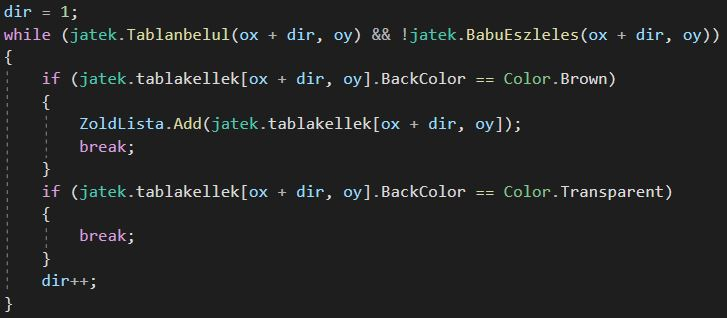 dir = 1;
while (jatek.Tablanbelul(ox + dir, oy) && !jatek.BabuEszleles(ox + dir, oy))
{
    if (jatek.tablakellek[ox + dir, oy].BackColor == Color.Brown)
    {
        ZoldLista.Add(jatek.tablakellek[ox + dir, oy]);
        break;
    }
    if (jatek.tablakellek[ox + dir, oy].BackColor == Color.Transparent)
    {
        break;
    }
    dir++;
}